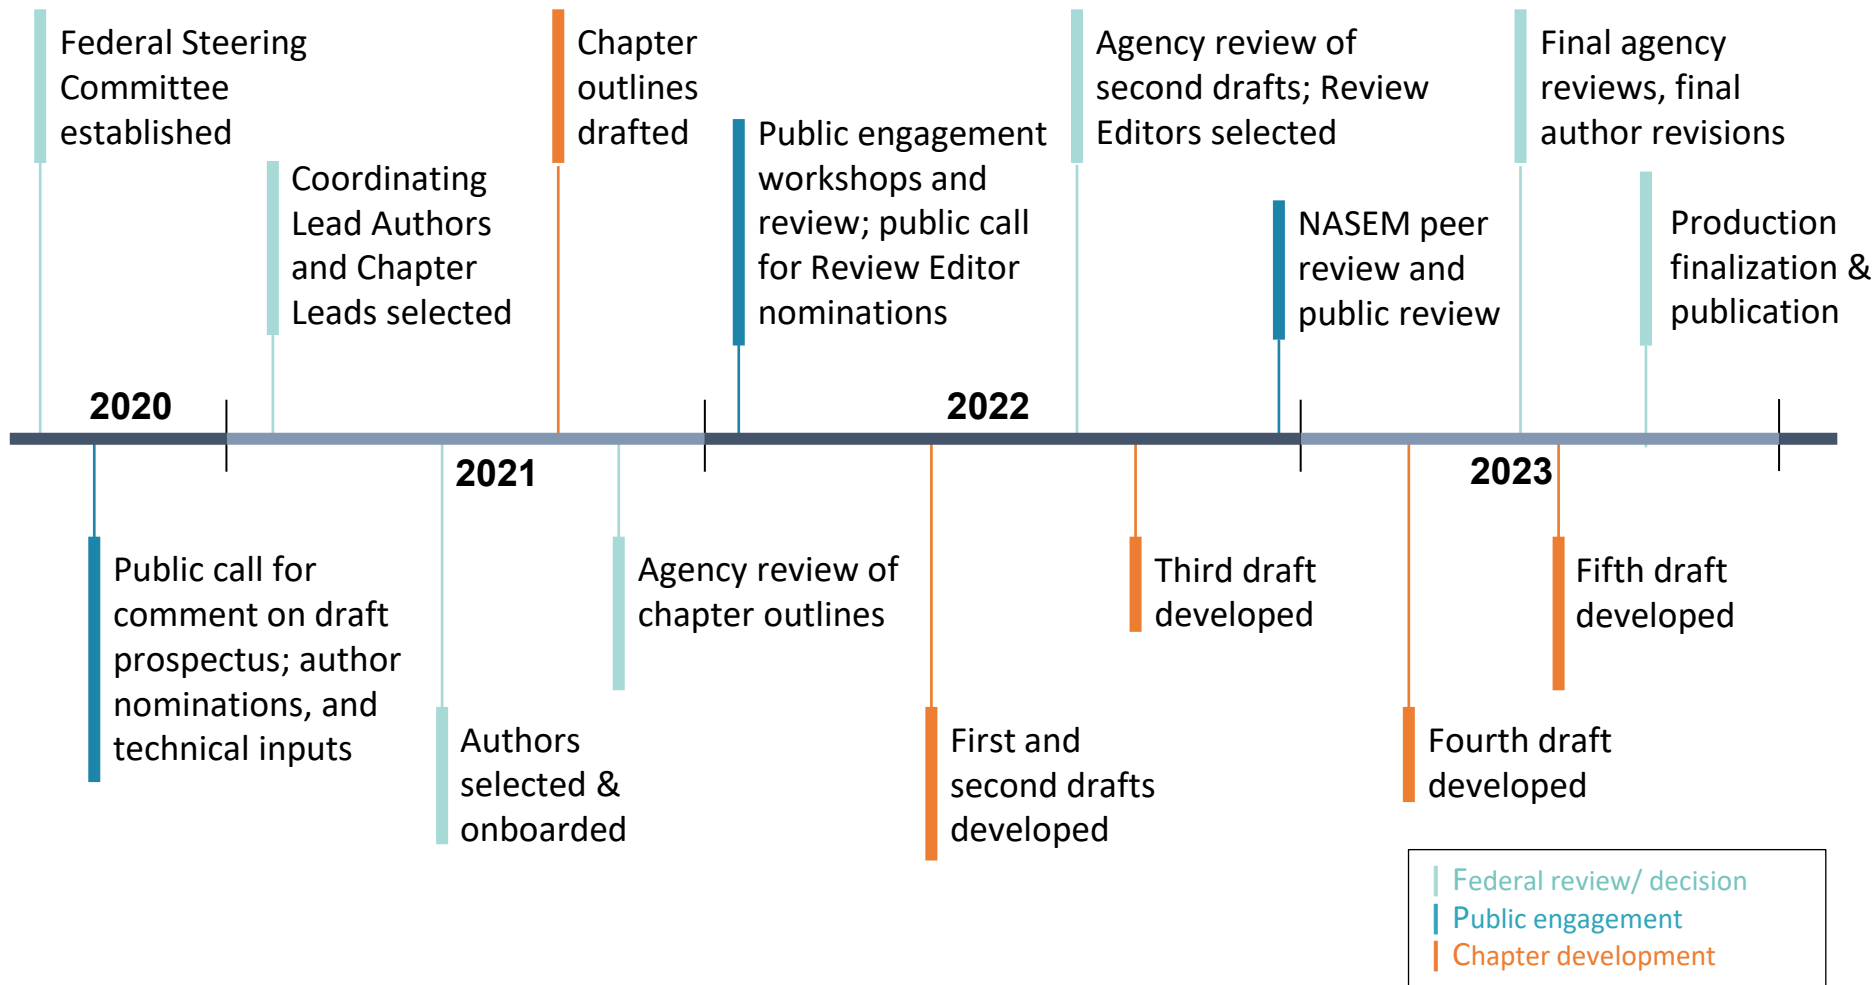 Federal Steering
Committee
established
Coordinating
Lead Authors
and Chapter
Leads selected
Chapter
outlines
drafted
Public engagement
workshops and
review; public call
for Review Editor
nominations
Agency review of
second drafts; Review
Editors selected
NASEM peer
review and
public review
Final agency
reviews, final
author revisions
Production
finalization &
publication
2020
2021
2022
2023
Public call for
comment on draft
prospectus; author
nominations, and
technical inputs
Authors
selected &
onboarded
Agency review of
chapter outlines
First and
second drafts
developed
Third draft
developed
Fourth draft
developed
Fifth draft
developed
Federal review/ decision
Public engagement
Chapter development